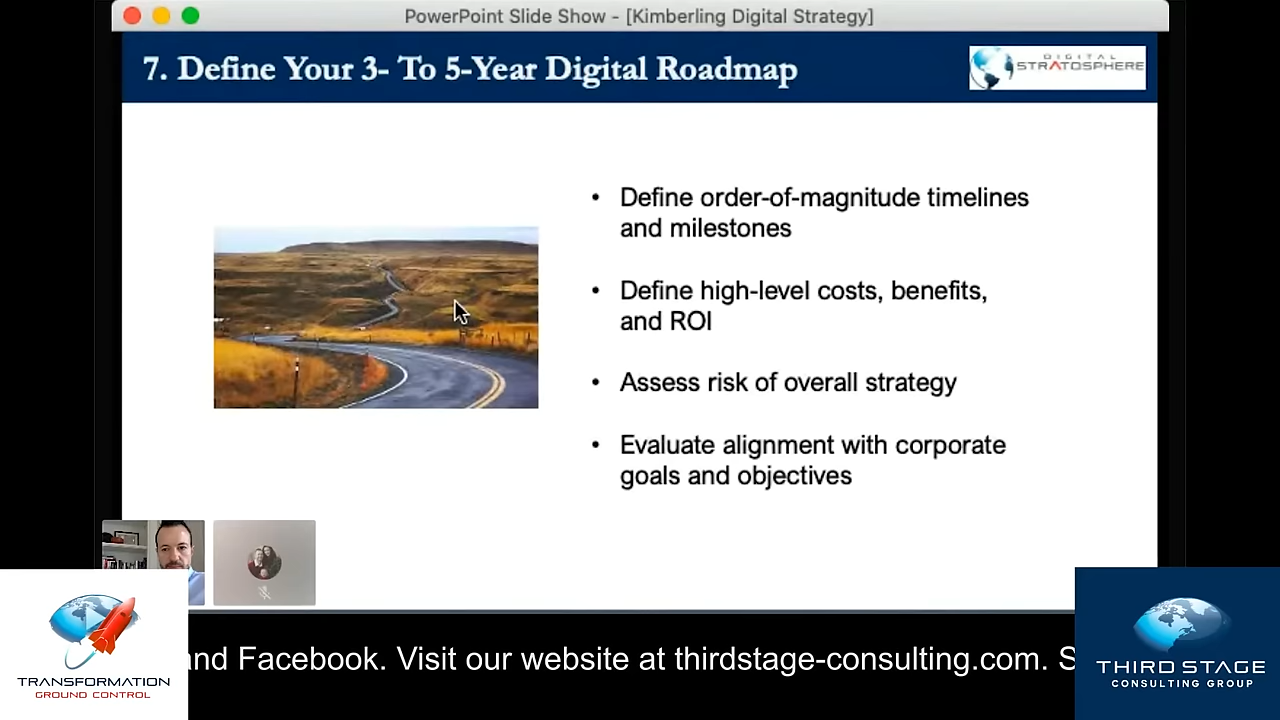 PowerPoint Slide Show - [Kimberling Digital Strategy]
7. Define Your 3- To 5-Year Digital Roadmap
DIGITAL
STRATOSPHERE
• Define order-of-magnitude timelines
and milestones
• Define high-level costs, benefits,
and ROI
• Assess risk of overall strategy
• Evaluate alignment with corporate
goals and objectives
TRANSFORMATION
GROUND CONTROL
and Facebook. Visit our website at thirdstage-consulting.com. S
THIRD STAGE
CONSULTING GROUP